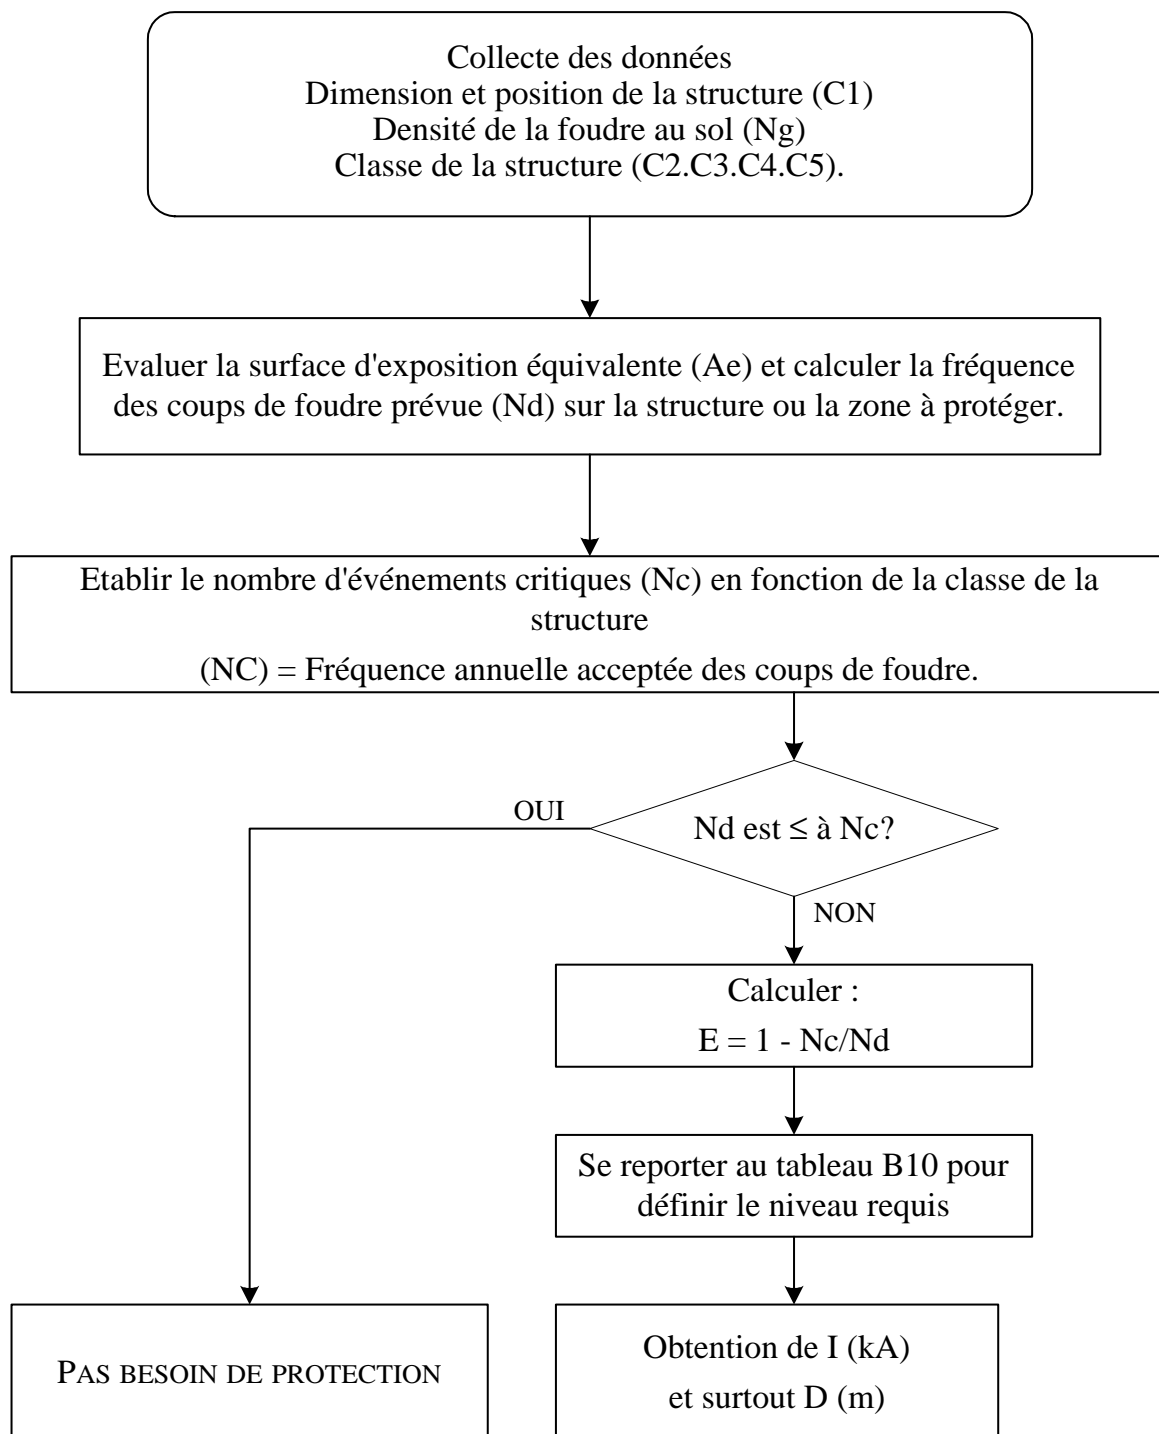 Collecte des données
Dimension et position de la structure (C1)
Densité de la foudre au sol (Ng)
Classe de la structure (C2.C3.C4.C5).
Evaluer la surface d'exposition équivalente (Ae) et calculer la fréquence
des coups de foudre prévue (Nd) sur la structure ou la zone à protéger.
Etablir le nombre d'événements critiques (Nc) en fonction de la classe de la
structure
(NC) = Fréquence annuelle acceptée des coups de foudre.
OUI
Nd est ≤ à Nc?
NON
Calculer :
E = 1 - Nc/Nd
Se reporter au tableau B10 pour
définir le niveau requis
PAS BESOIN DE PROTECTION
Obtention de I (kA)
et surtout D (m)